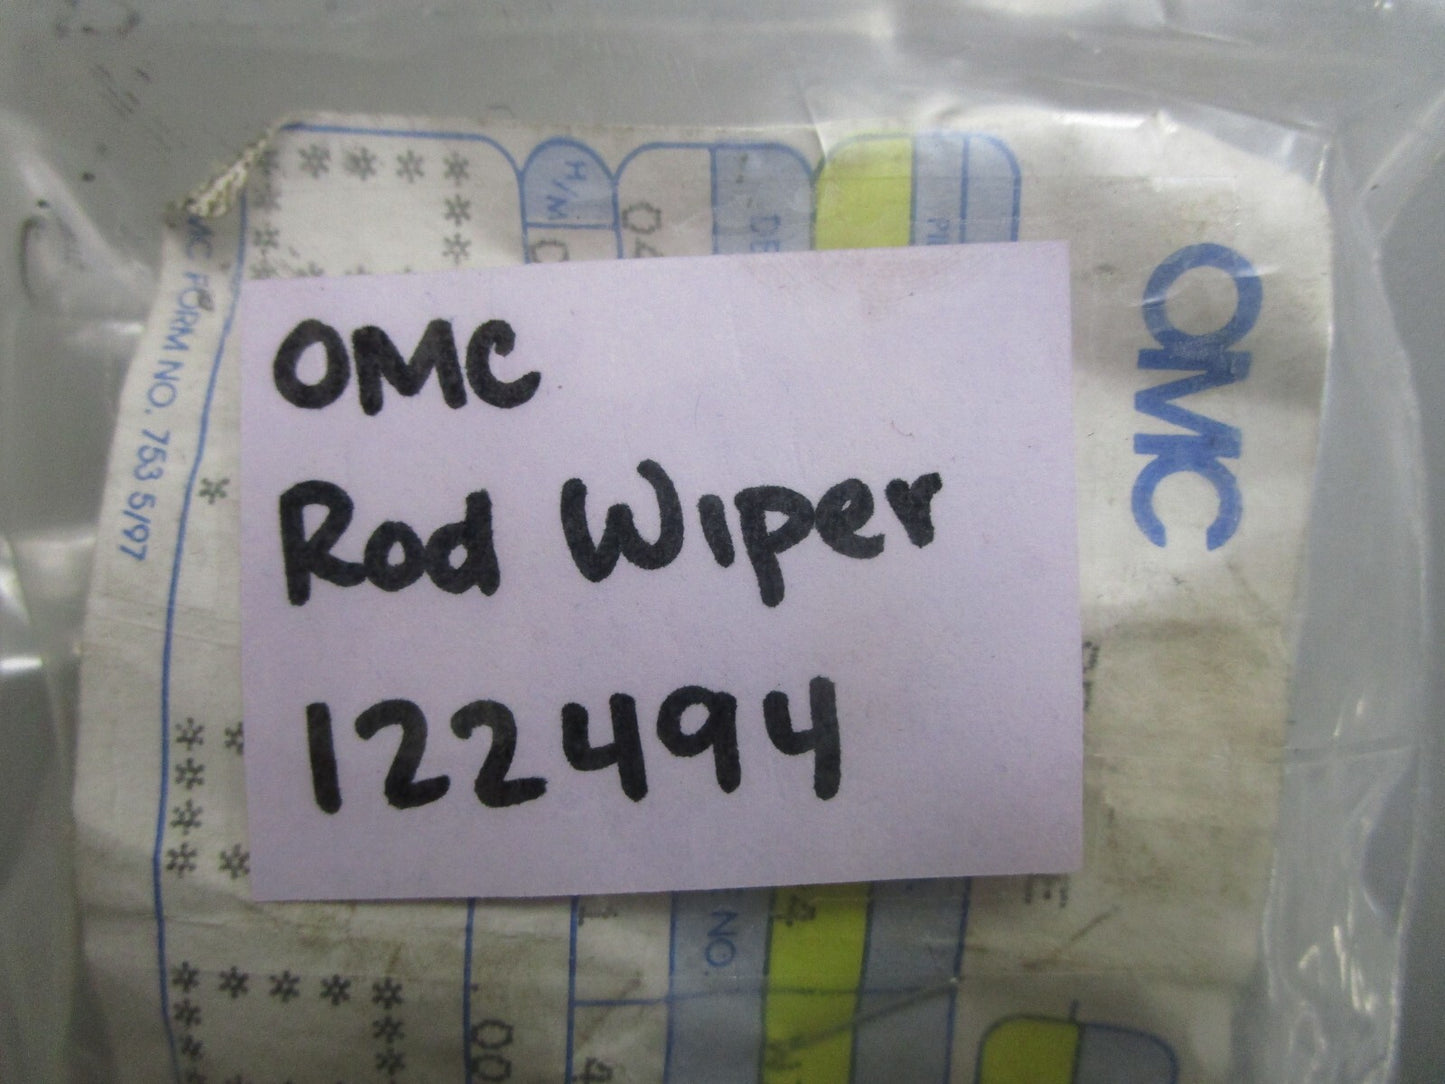 OMC
Rod Wiper
122494
OMC
OMC FORM NO. 753 5/97
H/M
NO.